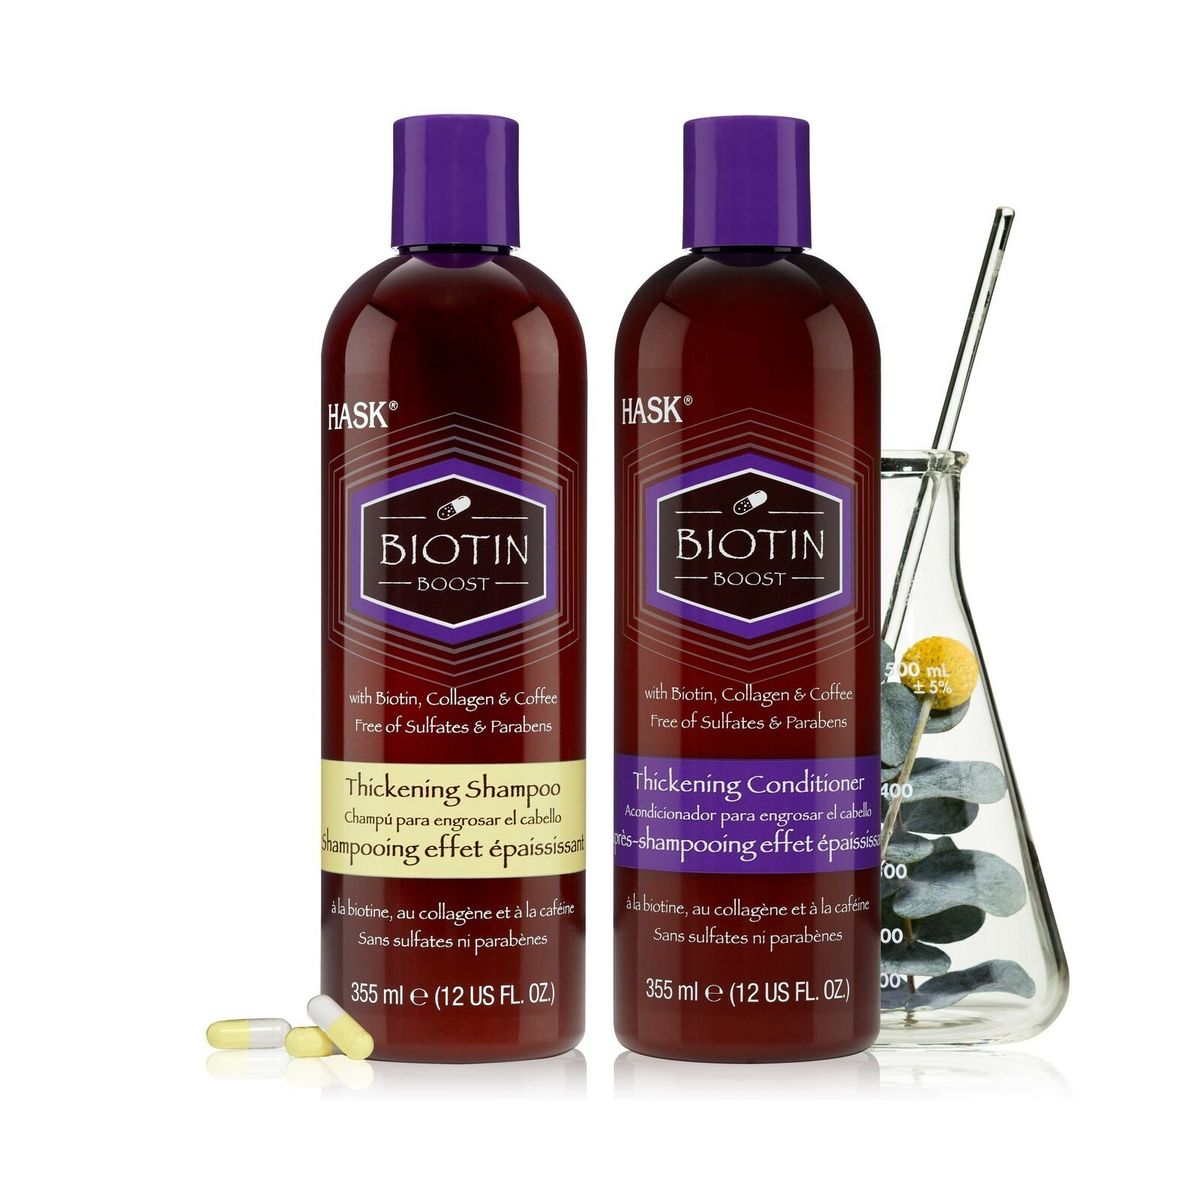 HASK®
BIOTIN
BOOST
with Biotin, Collagen & Coffee
Free of Sulfates & Parabens
Thickening Shampoo
Champú para engrosar el cabello
Shampooing effet épaississant
à la biotine, au collagène et à la caféine
Sans sulfates ni parabènes
355 ml ℮ (12 US FL. OZ.)
HASK®
BIOTIN
BOOST
with Biotin, Collagen & Coffee
Free of Sulfates & Parabens
Thickening Conditioner
Acondicionador para engrosar el cabello
près-shampooing effet épaississa
à la biotine, au collagène et à la caféine
Sans sulfates ni parabènes
355 ml ℮ (12 US FL. OZ.)
500 mL
± 5%
400
00
00
00